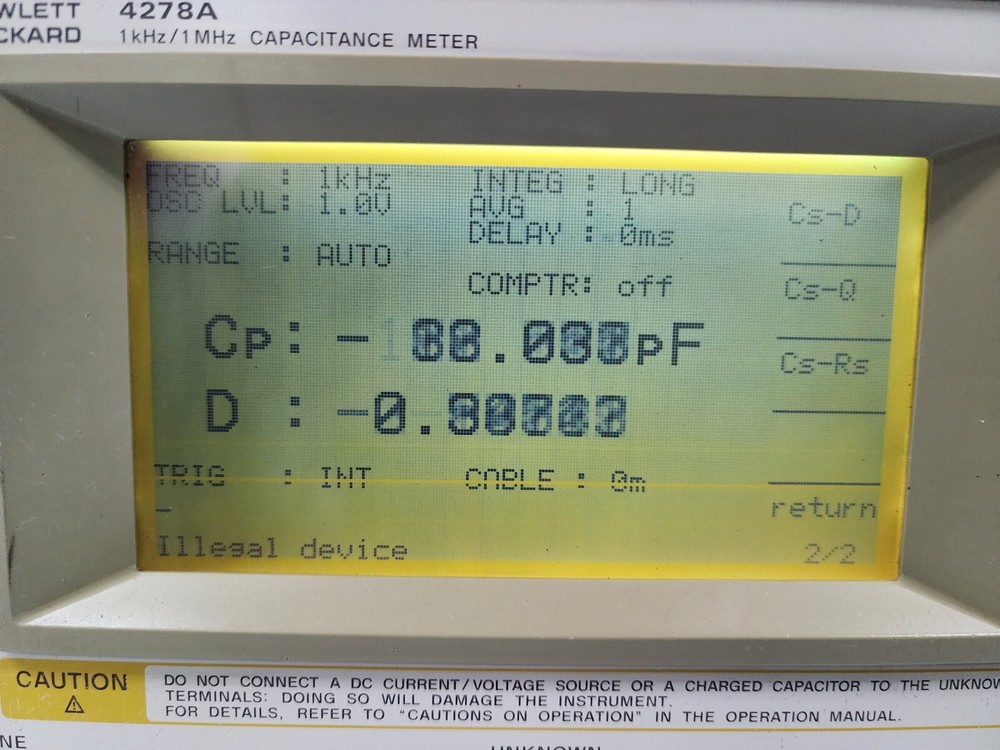 WLETT 4278A
CKARD 1kHz/1MHz CAPACITANCE METER
FREQ : 1kHz INTEG : LONG
OSC LVL: 1.0V AVG : 1
DELAY : 0ms
RANGE : AUTO
COMPTR: off
Cs-D
Cs-Q
Cs-Rs
Cp: - pF
D : -0.
TRIG : INT CABLE : 0m
return
Illegal device 2/2
CAUTION
DO NOT CONNECT A DC CURRENT/VOLTAGE SOURCE OR A CHARGED CAPACITOR TO THE UNKNOW
TERMINALS: DOING SO WILL DAMAGE THE INSTRUMENT.
FOR DETAILS, REFER TO "CAUTIONS ON OPERATION" IN THE OPERATION MANUAL.
NE UNKNOWN